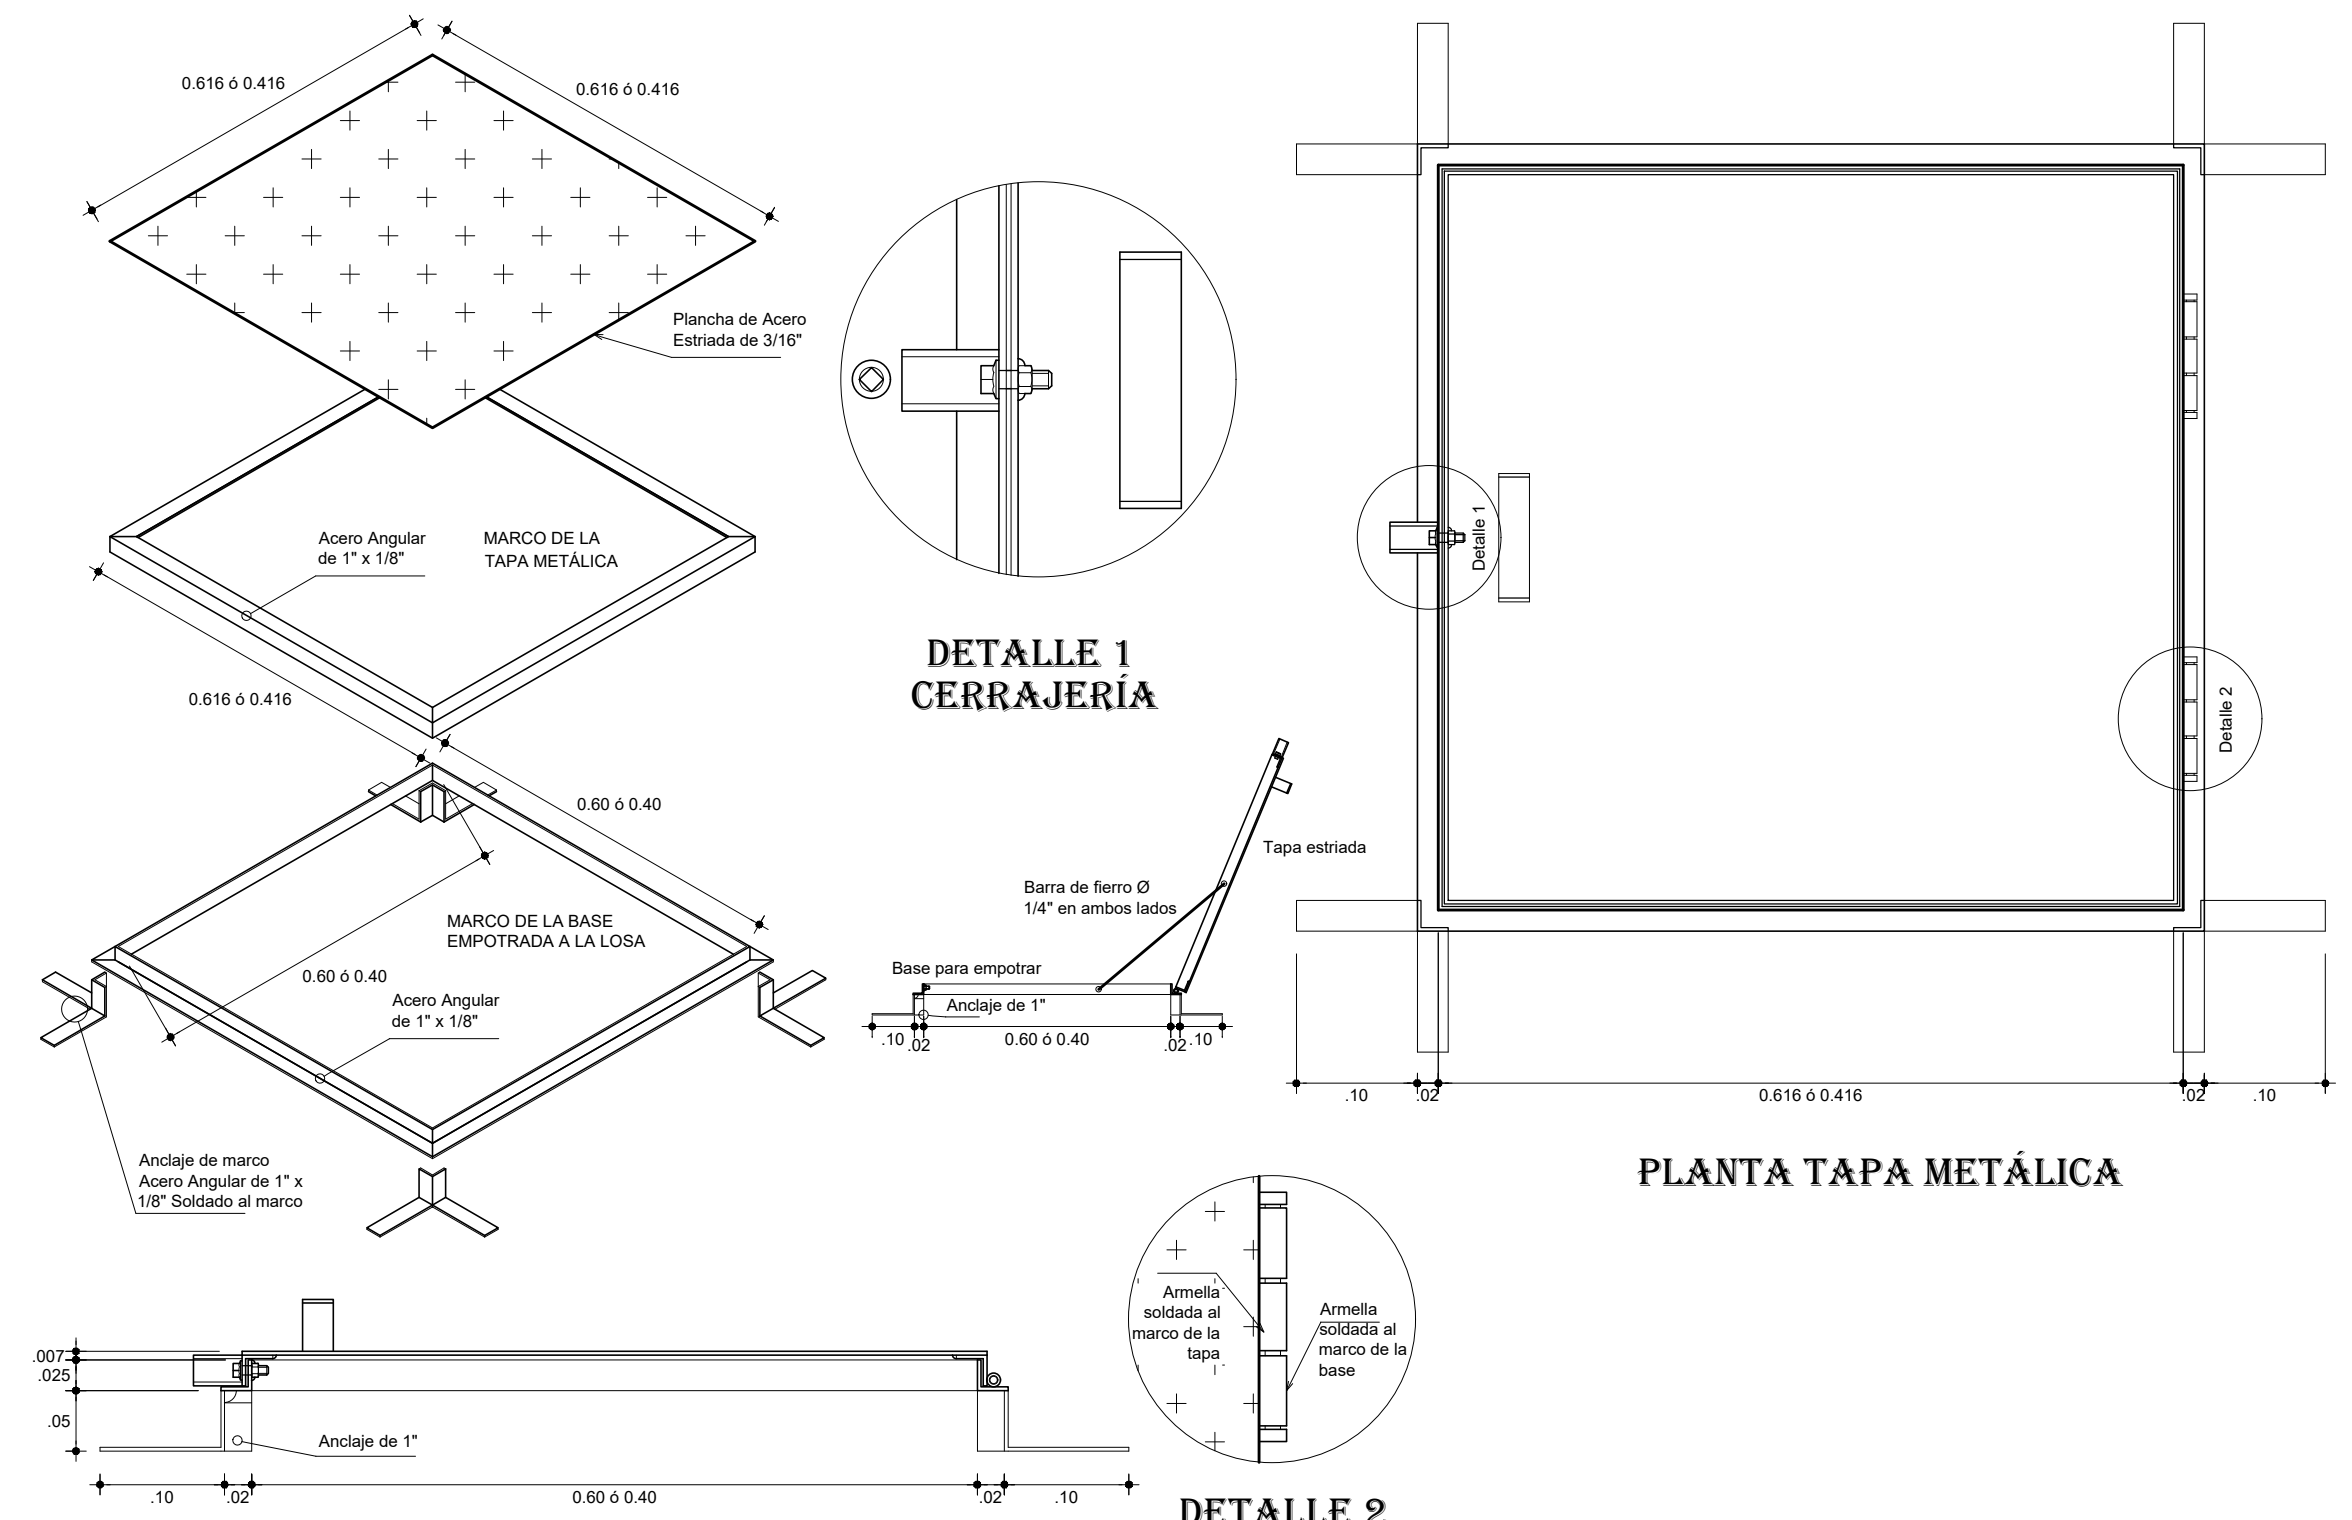 0.616 ó 0.416
0.616 ó 0.416
Plancha de Acero
Estriada de 3/16"
Acero Angular
de 1" x 1/8"
MARCO DE LA
TAPA METÁLICA
0.616 ó 0.416
0.60 ó 0.40
MARCO DE LA BASE
EMPOTRADA A LA LOSA
0.60 ó 0.40
Acero Angular
de 1" x 1/8"
Anclaje de marco
Acero Angular de 1" x
1/8" Soldado al marco
DETALLE 1
CERRAJERÍA
Tapa estriada
Barra de fierro Ø
1/4" en ambos lados
Base para empotrar
Anclaje de 1"
.10
.02
0.60 ó 0.40
.02
.10
Detalle 1
Detalle 2
.10
.02
0.616 ó 0.416
.02
.10
PLANTA TAPA METÁLICA
.007
.025
.05
Anclaje de 1"
.10
.02
0.60 ó 0.40
.02
.10
Armella
soldada al
marco de la
tapa
Armella
soldada al
marco de la
base
DETALLE 2